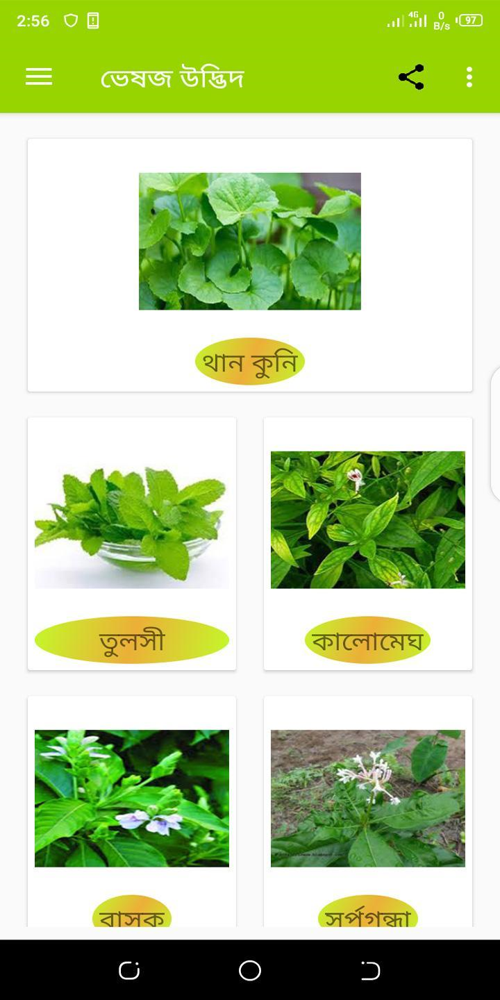 2:56
4G
0
B/s
97
ভেষজ উদ্ভিদ
থান কুনি
তুলসী
কালোমেঘ
বাসক
সর্পগন্ধা